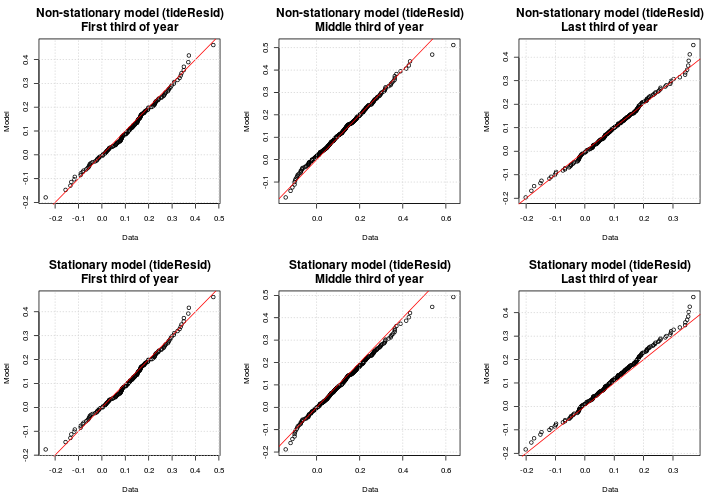 Non-stationary model (tideResid)
First third of year
Model
-0.2 -0.1 0.0 0.1 0.2 0.3 0.4
-0.2 -0.1 0.0 0.1 0.2 0.3 0.4 0.5
Data
Non-stationary model (tideResid)
Middle third of year
Model
-0.1 0.0 0.1 0.2 0.3 0.4 0.5
0.0 0.2 0.4 0.6
Data
Non-stationary model (tideResid)
Last third of year
Model
-0.2 -0.1 0.0 0.1 0.2 0.3 0.4
-0.2 -0.1 0.0 0.1 0.2 0.3
Data
Stationary model (tideResid)
First third of year
Model
-0.2 -0.1 0.0 0.1 0.2 0.3 0.4
-0.2 -0.1 0.0 0.1 0.2 0.3 0.4 0.5
Data
Stationary model (tideResid)
Middle third of year
Model
-0.2 -0.1 0.0 0.1 0.2 0.3 0.4 0.5
0.0 0.2 0.4 0.6
Data
Stationary model (tideResid)
Last third of year
Model
-0.2 -0.1 0.0 0.1 0.2 0.3 0.4
-0.2 -0.1 0.0 0.1 0.2 0.3
Data